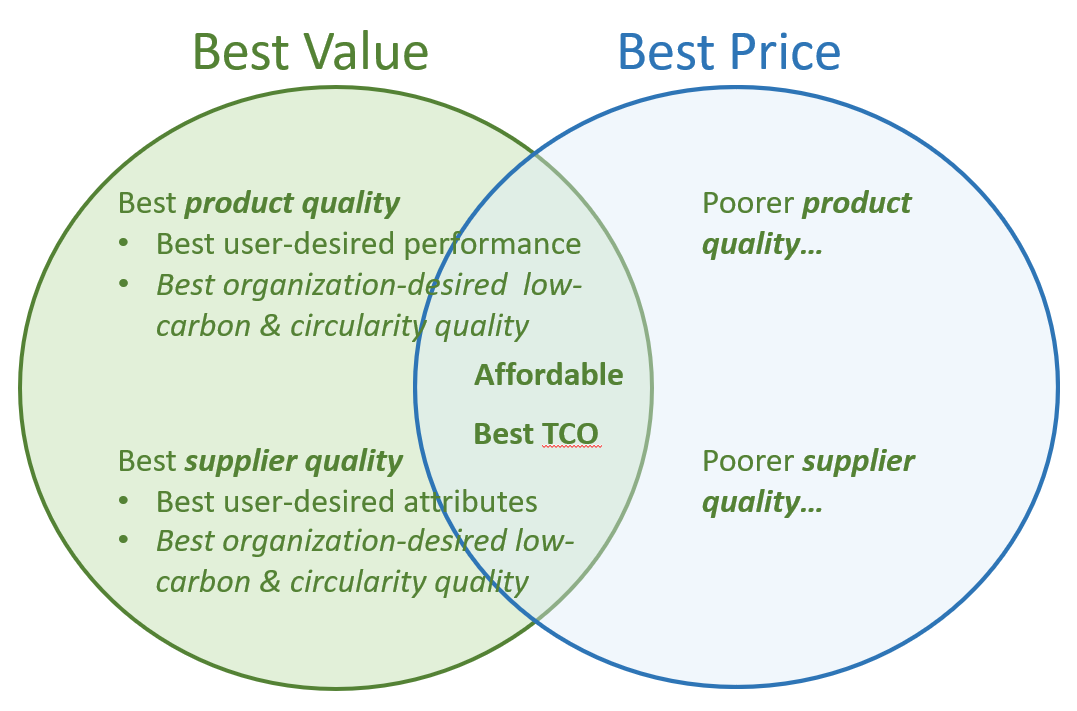 Best Value
Best Price
Best product quality
• Best user-desired performance
• Best organization-desired low-
carbon & circularity quality
Poorer product
quality…
Affordable
Best TCO
Best supplier quality
• Best user-desired attributes
• Best organization-desired low-
carbon & circularity quality
Poorer supplier
quality…